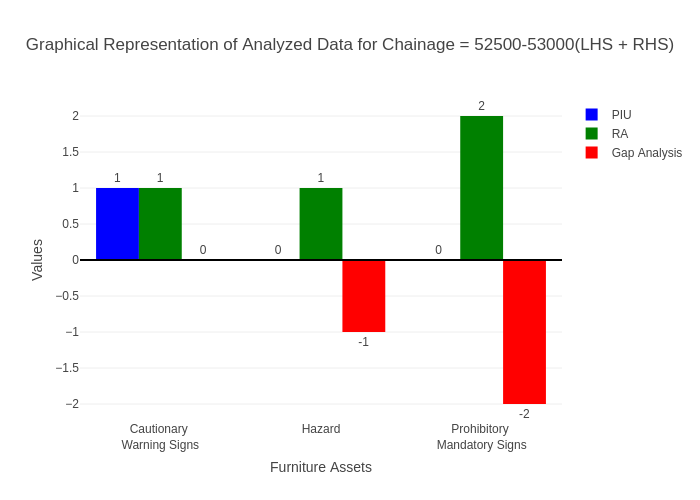 Graphical Representation of Analyzed Data for Chainage = 52500-53000(LHS + RHS)
PIU
RA
Gap Analysis
Values
2
1.5
1
0.5
0
−0.5
−1
−1.5
−2
1
1
0
0
1
-1
0
2
-2
Cautionary
Warning Signs
Hazard
Prohibitory
Mandatory Signs
Furniture Assets